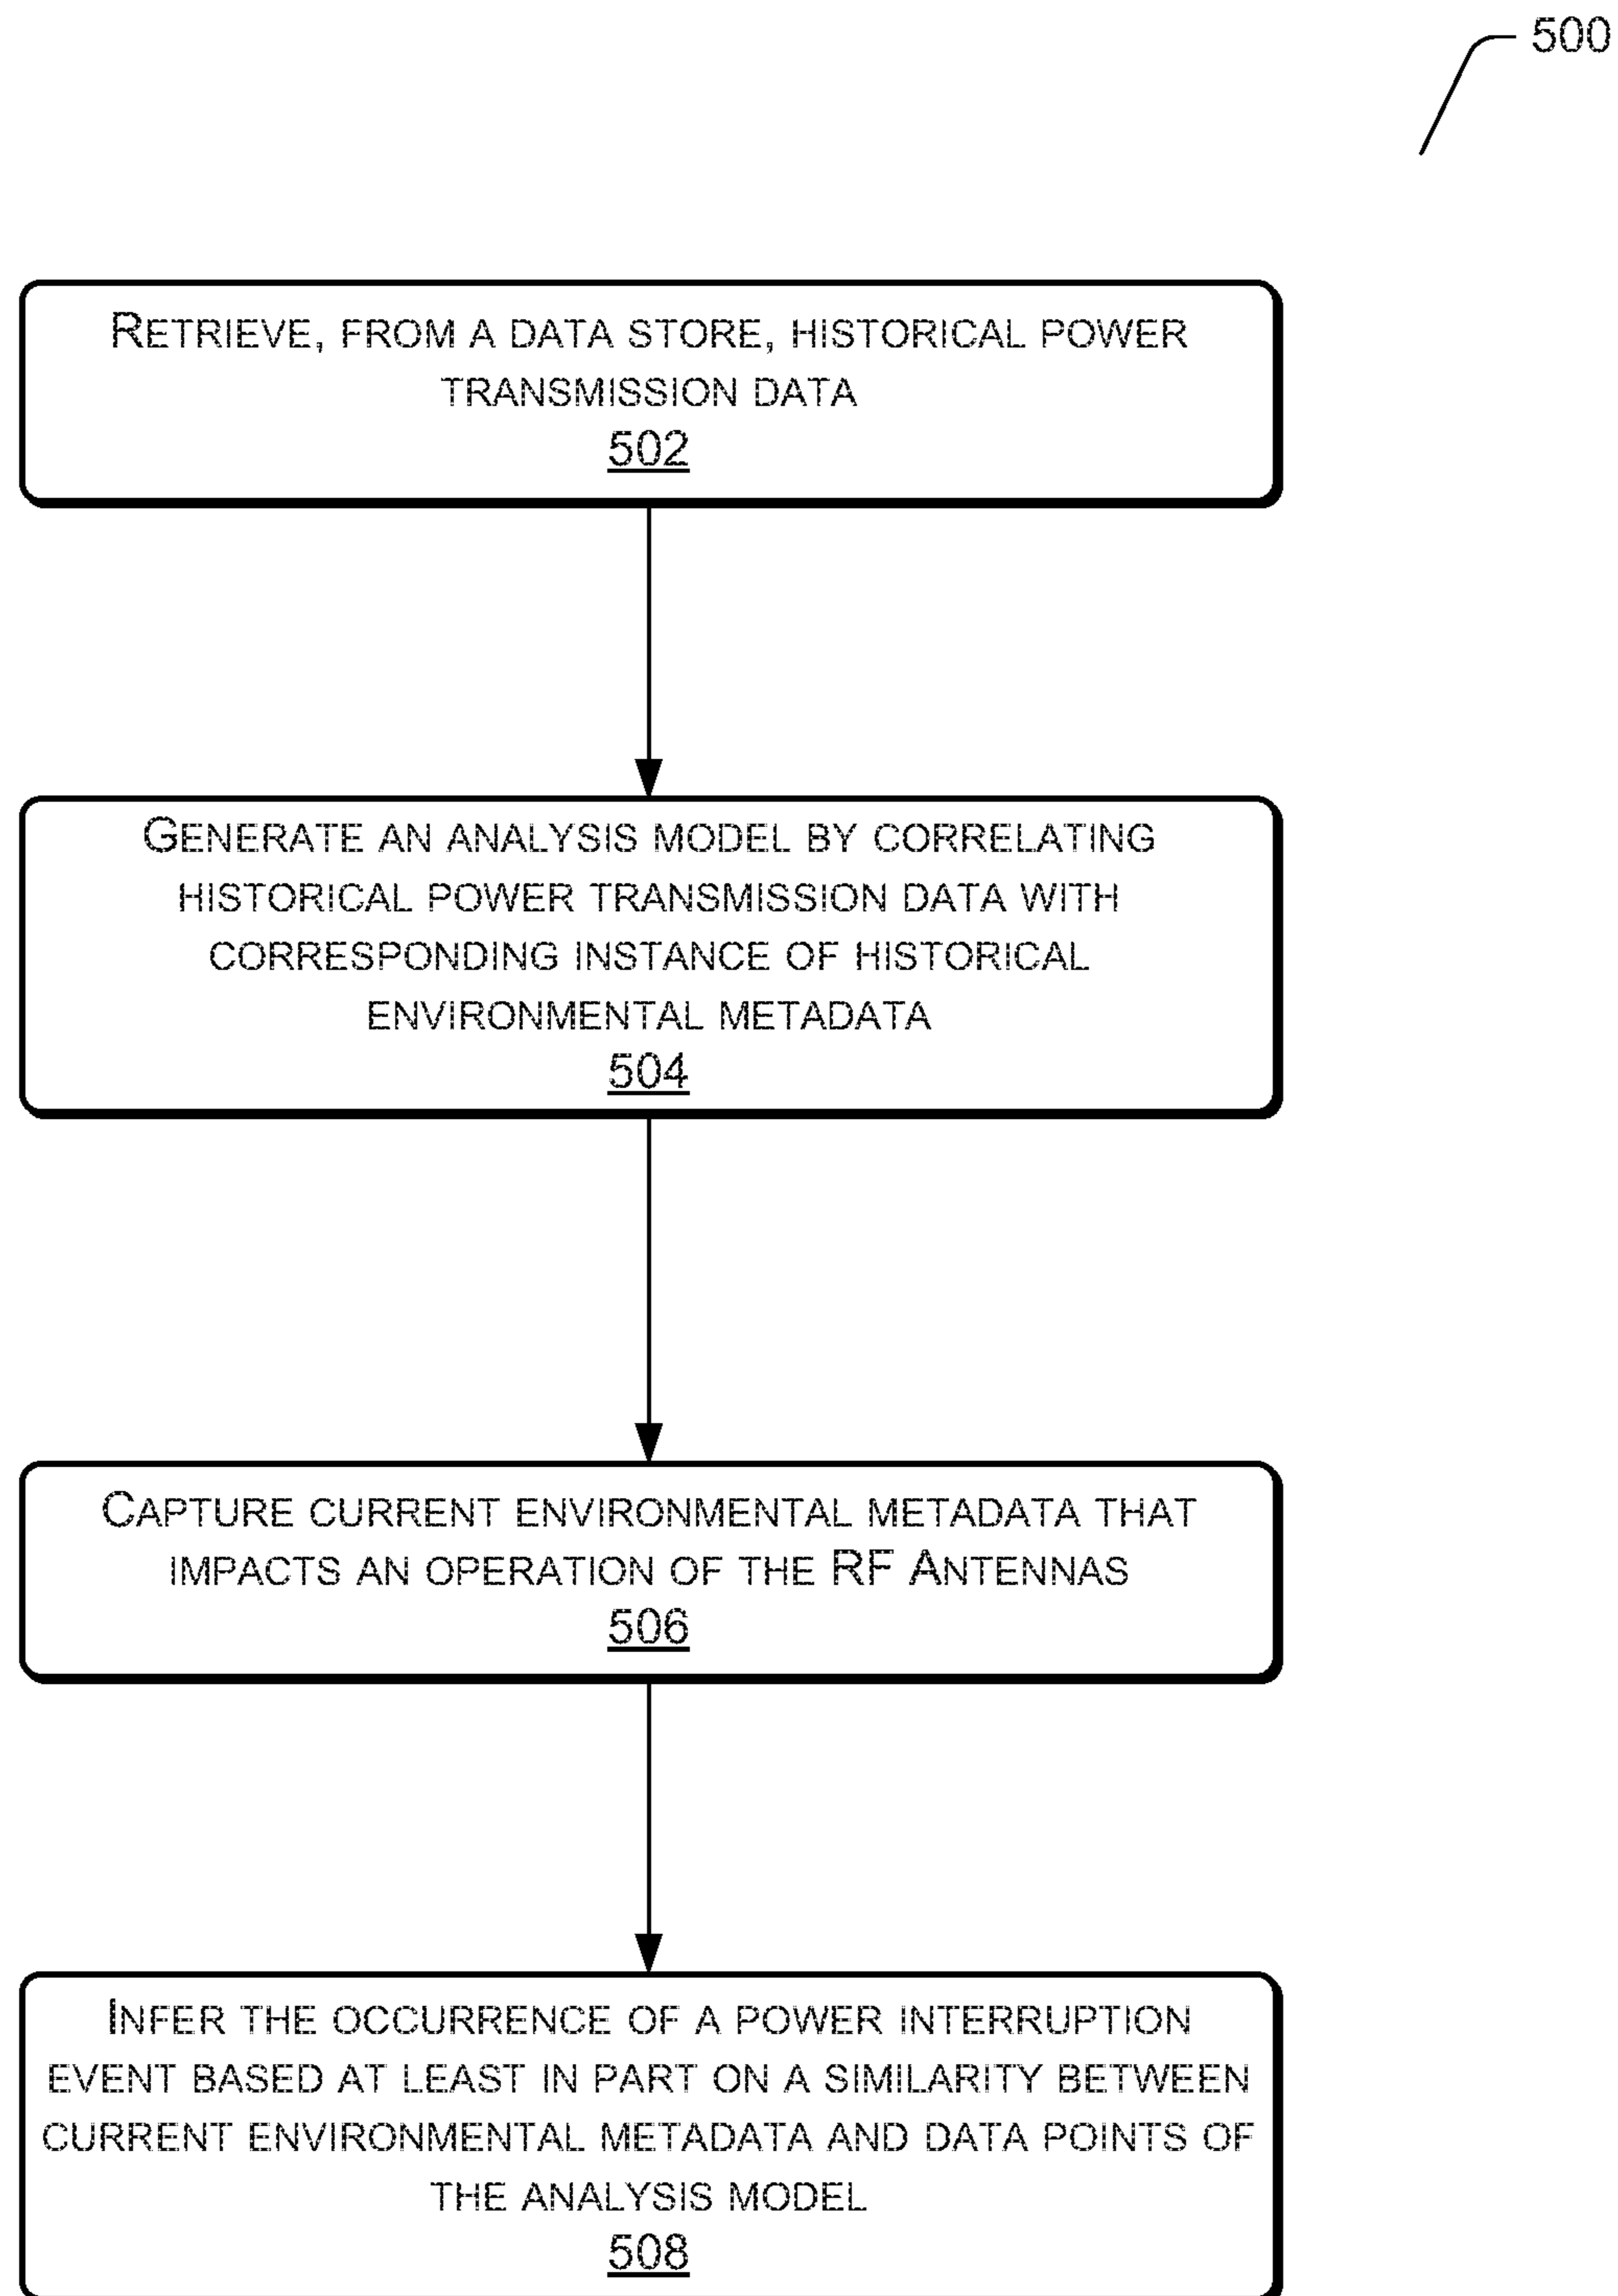 500
RETRIEVE, FROM A DATA STORE, HISTORICAL POWER
TRANSMISSION DATA
502
GENERATE AN ANALYSIS MODEL BY CORRELATING
HISTORICAL POWER TRANSMISSION DATA WITH
CORRESPONDING INSTANCE OF HISTORICAL
ENVIRONMENTAL METADATA
504
CAPTURE CURRENT ENVIRONMENTAL METADATA THAT
IMPACTS AN OPERATION OF THE RF ANTENNAS
506
INFER THE OCCURRENCE OF A POWER INTERRUPTION
EVENT BASED AT LEAST IN PART ON A SIMILARITY BETWEEN
CURRENT ENVIRONMENTAL METADATA AND DATA POINTS OF
THE ANALYSIS MODEL
508